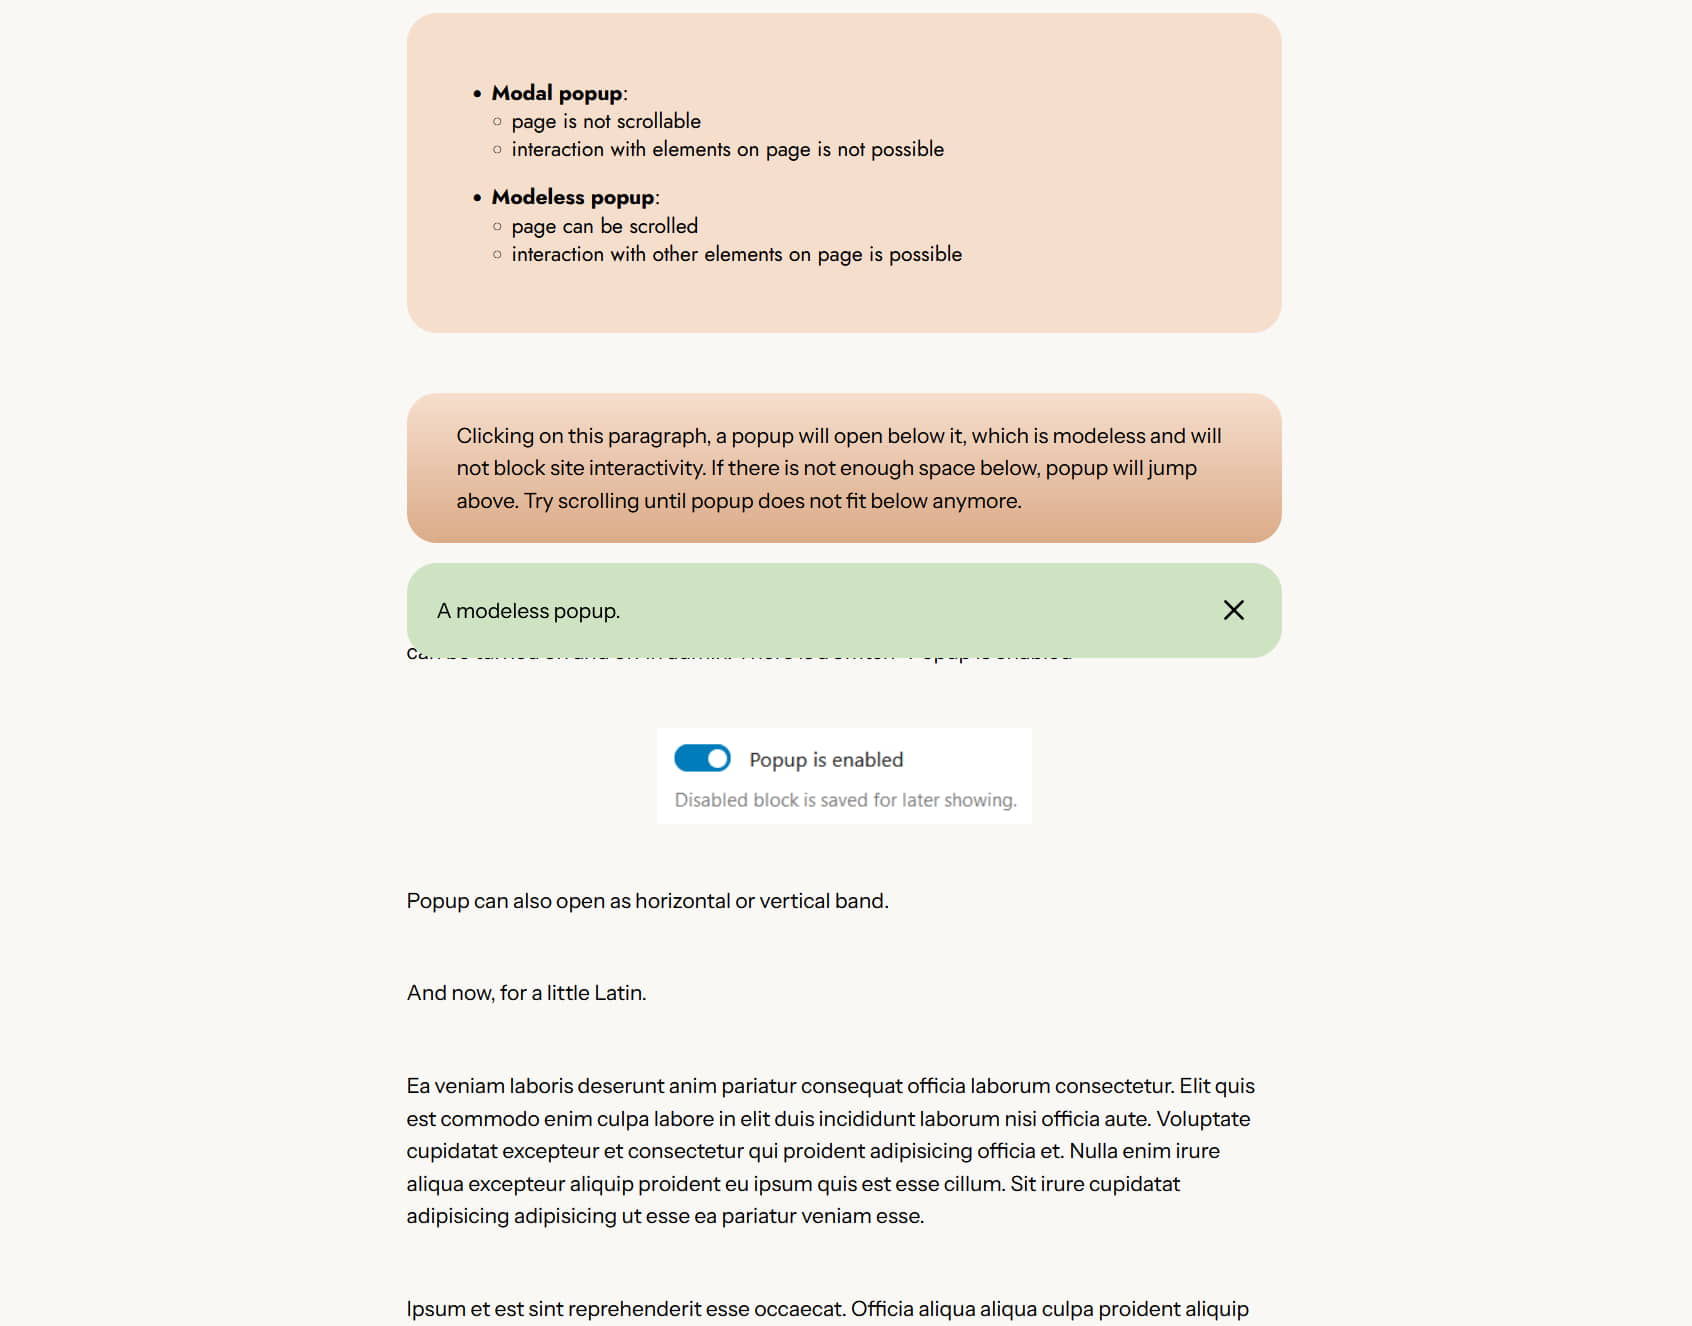 Modal popup:
page is not scrollable
interaction with elements on page is not possible
Modeless popup:
page can be scrolled
interaction with other elements on page is possible
Clicking on this paragraph, a popup will open below it, which is modeless and will
not block site interactivity. If there is not enough space below, popup will jump
above. Try scrolling until popup does not fit below anymore.
A modeless popup.
Popup is enabled
Disabled block is saved for later showing.
Popup can also open as horizontal or vertical band.
And now, for a little Latin.
Ea veniam laboris deserunt anim pariatur consequat officia laborum consectetur. Elit quis
est commodo enim culpa labore in elit duis incididunt laborum nisi officia aute. Voluptate
cupidatat excepteur et consectetur qui proident adipisicing officia et. Nulla enim irure
aliqua excepteur aliquip proident eu ipsum quis est esse cillum. Sit irure cupidatat
adipisicing adipisicing ut esse ea pariatur veniam esse.
Ipsum et est sint reprehenderit esse occaecat. Officia aliqua aliqua culpa proident aliquip